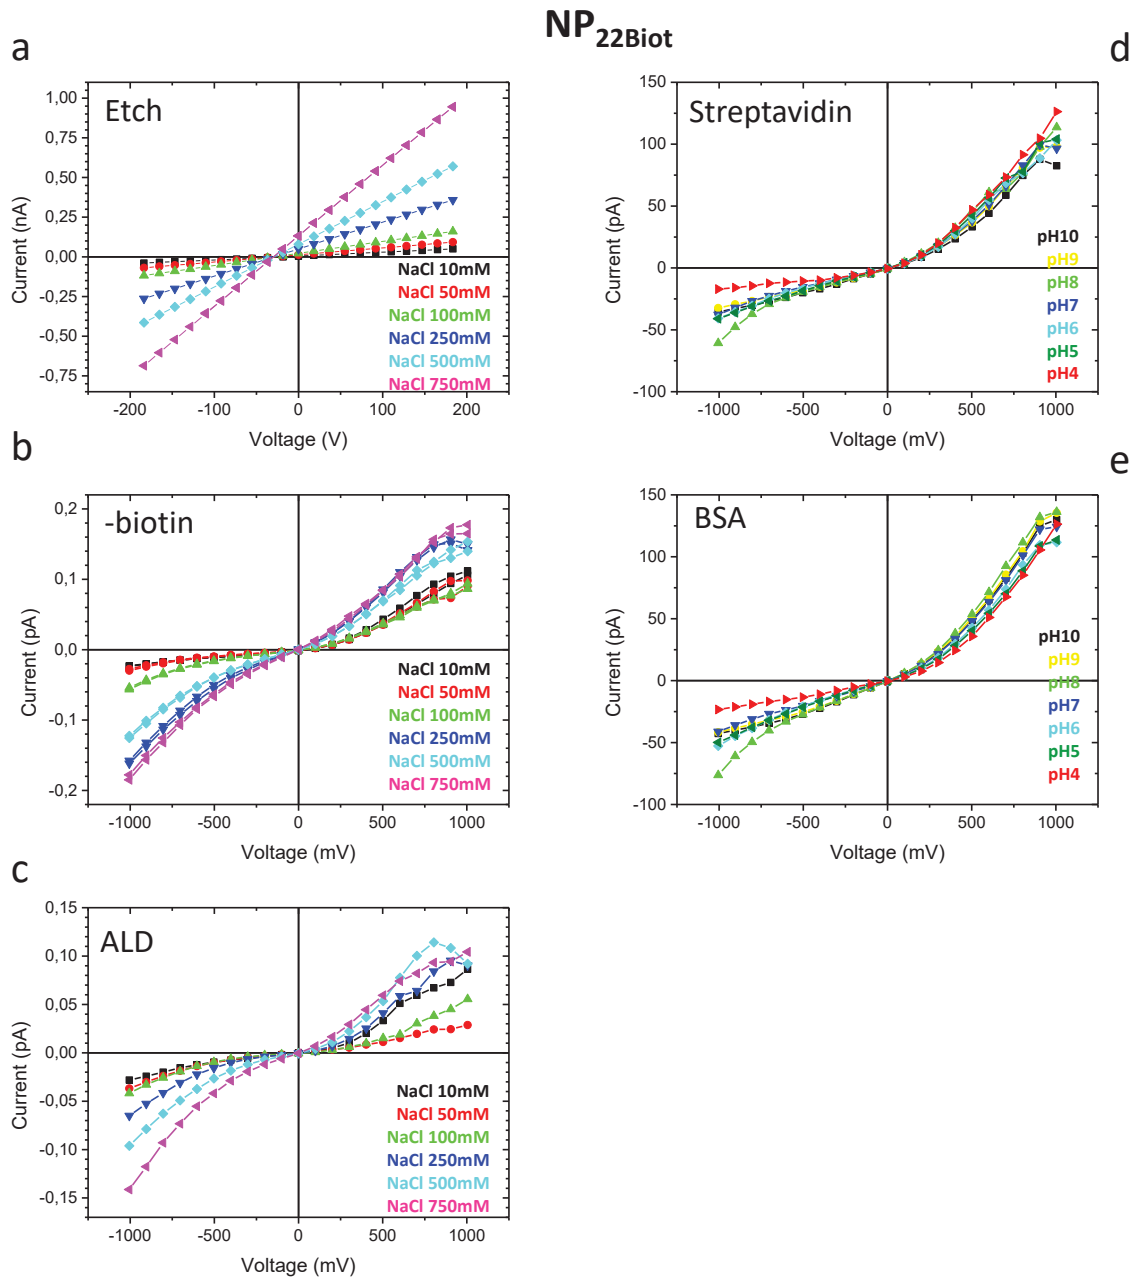 NP22Biot
a
Etch
1,00
0,75
0,50
0,25
0,00
-0,25
-0,50
-0,75
Current (nA)
NaCl 10mM
NaCl 50mM
NaCl 100mM
NaCl 250mM
NaCl 500mM
NaCl 750mM
-200 -100 0 100 200
Voltage (V)
b
-biotin
0,2
0,1
0,0
-0,1
-0,2
Current (pA)
NaCl 10mM
NaCl 50mM
NaCl 100mM
NaCl 250mM
NaCl 500mM
NaCl 750mM
-1000 -500 0 500 1000
Voltage (mV)
c
ALD
0,15
0,10
0,05
0,00
-0,05
-0,10
-0,15
Current (pA)
NaCl 10mM
NaCl 50mM
NaCl 100mM
NaCl 250mM
NaCl 500mM
NaCl 750mM
-1000 -500 0 500 1000
Voltage (mV)
d
Streptavidin
150
100
50
0
-50
-100
Current (pA)
pH10
pH9
pH8
pH7
pH6
pH5
pH4
-1000 -500 0 500 1000
Voltage (mV)
e
BSA
150
100
50
0
-50
-100
Current (pA)
pH10
pH9
pH8
pH7
pH6
pH5
pH4
-1000 -500 0 500 1000
Voltage (mV)